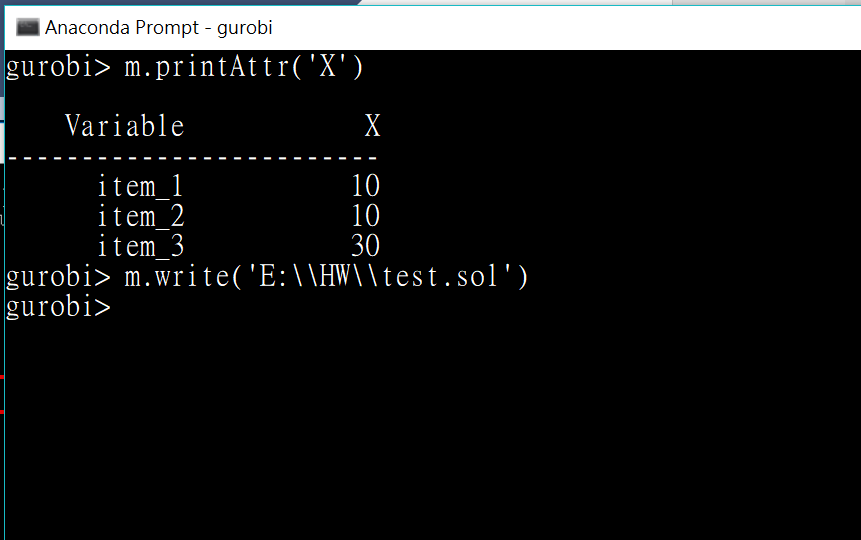 Anaconda Prompt - gurobi
gurobi> m.printAttr('X')
Variable X
-------------------------
item_1 10
item_2 10
item_3 30
gurobi> m.write('E:\\HW\\test.sol')
gurobi>